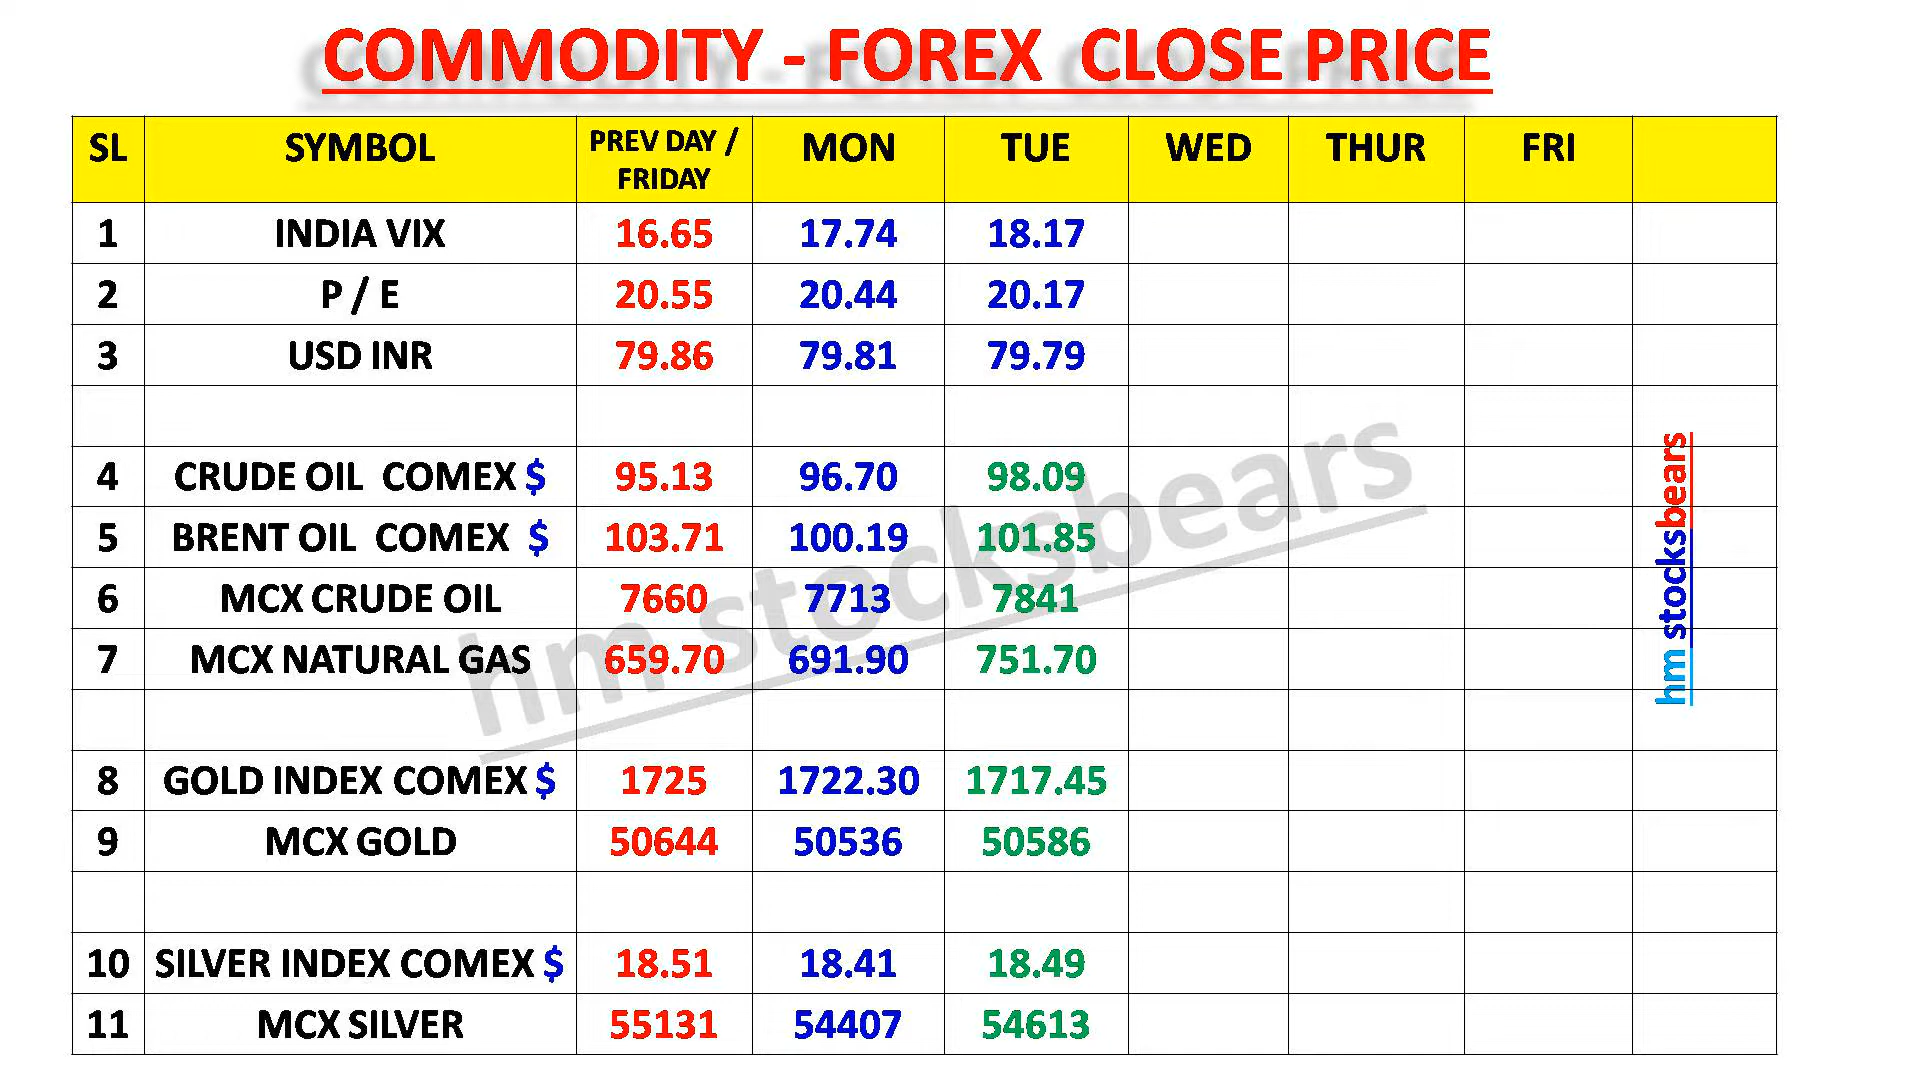 COMMODITY - FOREX CLOSE PRICE
SL SYMBOL PREV DAY / FRIDAY MON TUE WED THUR FRI
1 INDIA VIX 16.65 17.74 18.17
2 P / E 20.55 20.44 20.17
3 USD INR 79.86 79.81 79.79
4 CRUDE OIL COMEX $ 95.13 96.70 98.09
5 BRENT OIL COMEX $ 103.71 100.19 101.85
6 MCX CRUDE OIL 7660 7713 7841
7 MCX NATURAL GAS 659.70 691.90 751.70
8 GOLD INDEX COMEX $ 1725 1722.30 1717.45
9 MCX GOLD 50644 50536 50586
10 SILVER INDEX COMEX $ 18.51 18.41 18.49
11 MCX SILVER 55131 54407 54613
hm stocksbears
hm stocksbears